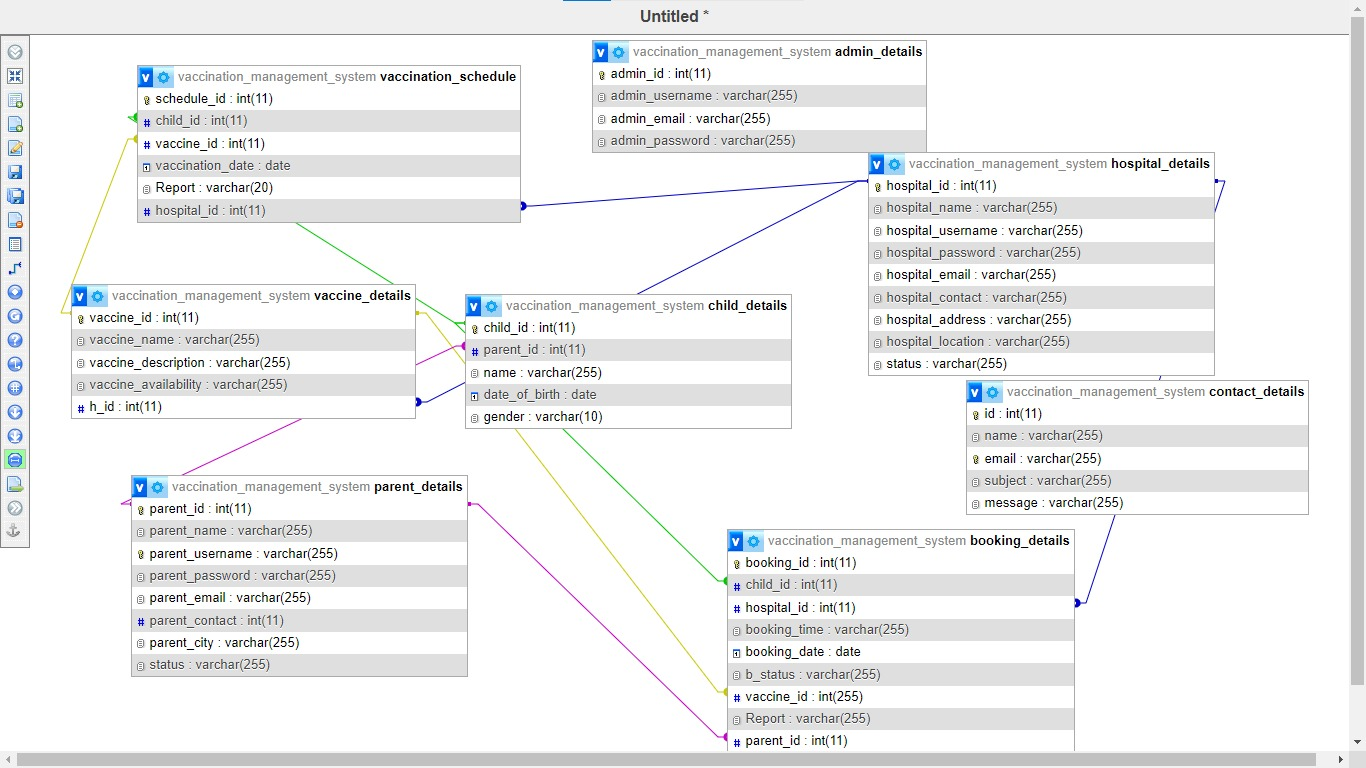 Untitled *
vaccination_management_system admin_details
admin_id : int(11)
admin_username : varchar(255)
admin_email : varchar(255)
admin_password : varchar(255)
vaccination_management_system vaccination_schedule
schedule_id : int(11)
child_id : int(11)
vaccine_id : int(11)
vaccination_date : date
Report : varchar(20)
hospital_id : int(11)
vaccination_management_system hospital_details
hospital_id : int(11)
hospital_name : varchar(255)
hospital_username : varchar(255)
hospital_password : varchar(255)
hospital_email : varchar(255)
hospital_contact : varchar(255)
hospital_address : varchar(255)
hospital_location : varchar(255)
status : varchar(255)
vaccination_management_system vaccine_details
vaccine_id : int(11)
vaccine_name : varchar(255)
vaccine_description : varchar(255)
vaccine_availability : varchar(255)
h_id : int(11)
vaccination_management_system child_details
child_id : int(11)
parent_id : int(11)
name : varchar(255)
date_of_birth : date
gender : varchar(10)
vaccination_management_system contact_details
id : int(11)
name : varchar(255)
email : varchar(255)
subject : varchar(255)
message : varchar(255)
vaccination_management_system parent_details
parent_id : int(11)
parent_name : varchar(255)
parent_username : varchar(255)
parent_password : varchar(255)
parent_email : varchar(255)
parent_contact : int(11)
parent_city : varchar(255)
status : varchar(255)
vaccination_management_system booking_details
booking_id : int(11)
child_id : int(11)
hospital_id : int(11)
booking_time : varchar(255)
booking_date : date
b_status : varchar(255)
vaccine_id : int(255)
Report : varchar(255)
parent_id : int(11)